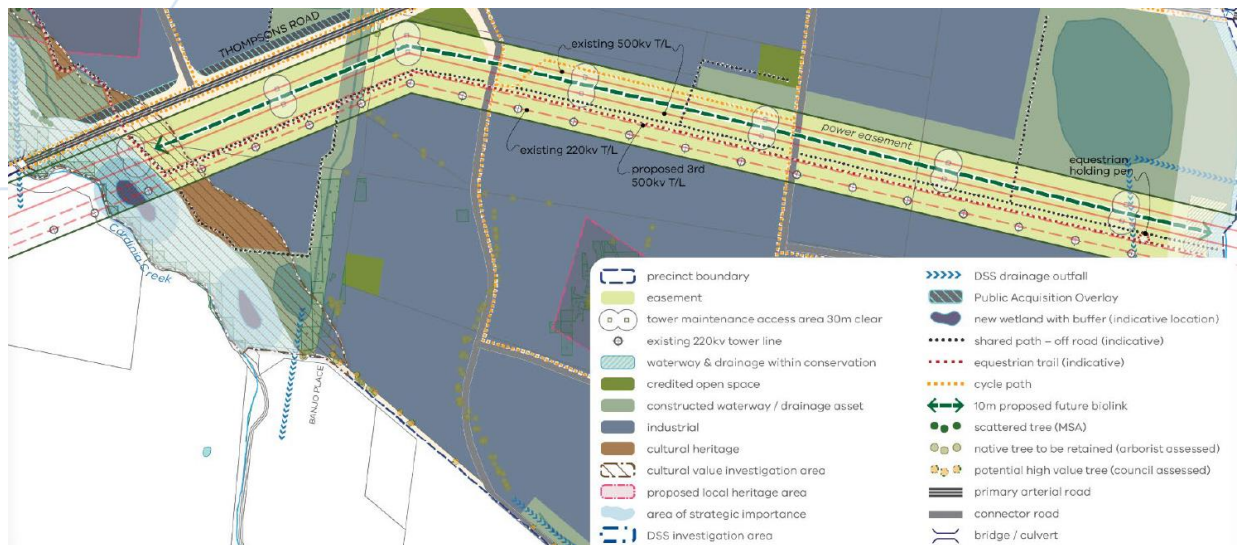 THOMPSONS ROAD
existing 500kv T/L
power easement
existing 220kv T/L
proposed 3rd
500kv T/L
equestrian
holding pen
Cardinia Creek
BANJO PLACE
precinct boundary
easement
tower maintenance access area 30m clear
existing 220kv tower line
waterway & drainage within conservation
credited open space
constructed waterway / drainage asset
industrial
cultural heritage
cultural value investigation area
proposed local heritage area
area of strategic importance
DSS investigation area
DSS drainage outfall
Public Acquisition Overlay
new wetland with buffer (indicative location)
shared path – off road (indicative)
equestrian trail (indicative)
cycle path
10m proposed future biolink
scattered tree (MSA)
native tree to be retained (arborist assessed)
potential high value tree (council assessed)
primary arterial road
connector road
bridge / culvert